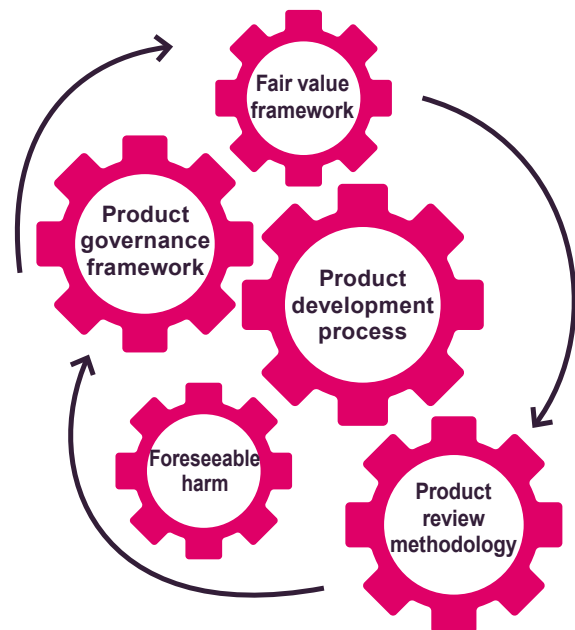 Fair value
framework
Product
governance
framework
Product
development
process
Foreseeable
harm
Product
review
methodology